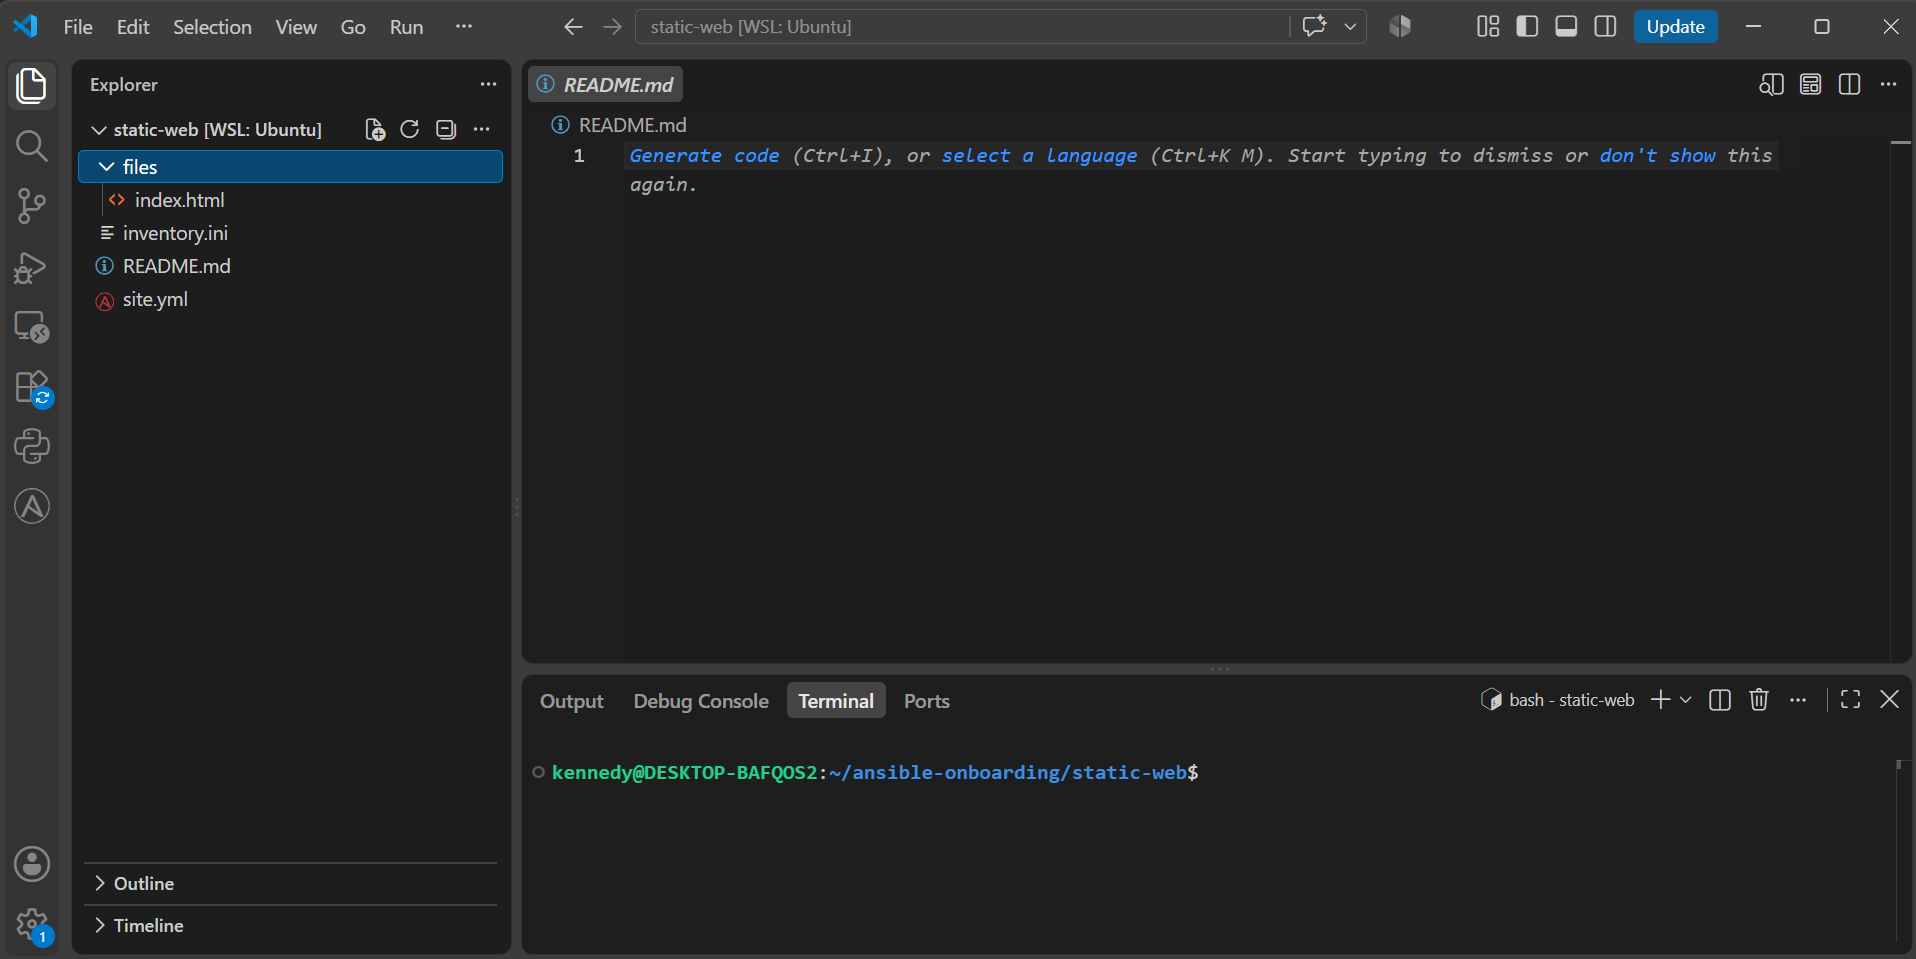 File Edit Selection View Go Run ··· static-web [WSL: Ubuntu] Update
Explorer
static-web [WSL: Ubuntu]
files
index.html
inventory.ini
README.md
site.yml
Outline
Timeline
1
README.md
README.md
1 Generate code (Ctrl+I), or select a language (Ctrl+K M). Start typing to dismiss or don't show this
again.
Output Debug Console Terminal Ports bash - static-web
kennedy@DESKTOP-BAFQOS2:~/ansible-onboarding/static-web$